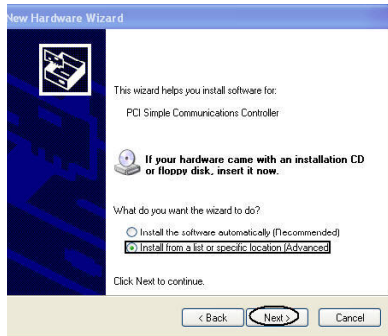 New Hardware Wizard
This wizard helps you install software for:
PCI Simple Communications Controller
If your hardware came with an installation CD
or floppy disk, insert it now.
What do you want the wizard to do?
Install the software automatically (Recommended)
Install from a list or specific location (Advanced
Click Next to continue.
< Back Next > Cancel